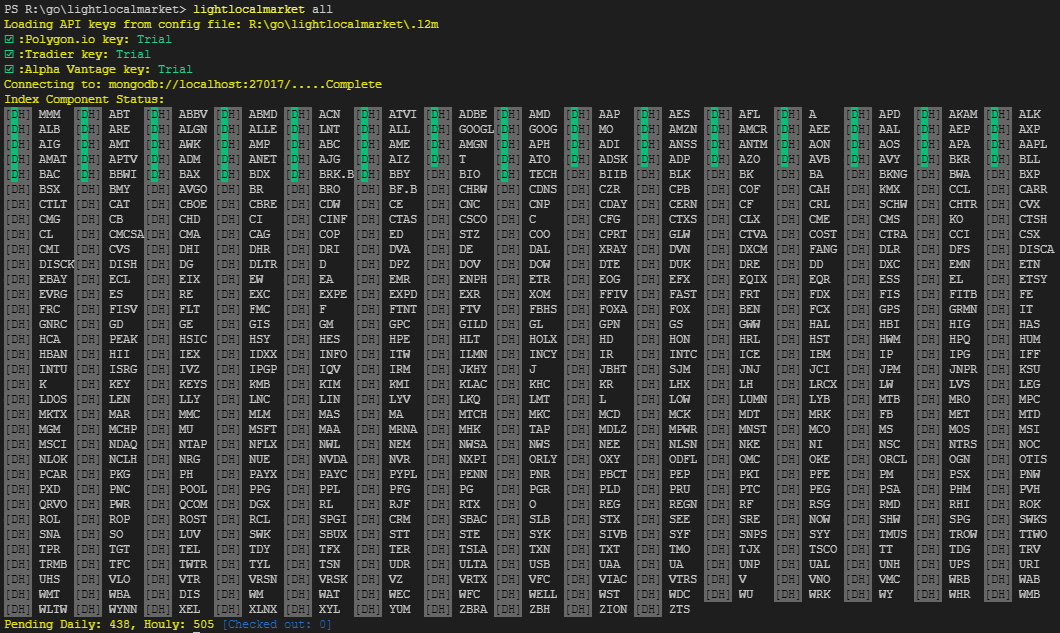 PS R:\go\lightlocalmarket> lightlocalmarket all
Loading API keys from config file: R:\go\lightlocalmarket\.l2m
☑ :Polygon.io key: Trial
☑ :Tradier key: Trial
☑ :Alpha Vantage key: Trial
Connecting to: mongodb://localhost:27017/.....Complete
Index Component Status:
[DH] MMM [DH] ABT [DH] ABBV [DH] ABMD [DH] ACN [DH] ATVI [DH] ADBE [DH] AMD [DH] AAP [DH] AES [DH] AFL [DH] A [DH] APD [DH] AKAM [DH] ALK
[DH] ALB [DH] ARE [DH] ALGN [DH] ALLE [DH] LNT [DH] ALL [DH] GOOGL[DH] GOOG [DH] MO [DH] AMZN [DH] AMCR [DH] AEE [DH] AAL [DH] AEP [DH] AXP
[DH] AIG [DH] AMT [DH] AWK [DH] AMP [DH] ABC [DH] AME [DH] AMGN [DH] APH [DH] ADI [DH] ANSS [DH] ANTM [DH] AON [DH] AOS [DH] APA [DH] AAPL
[DH] AMAT [DH] APTV [DH] ADM [DH] ANET [DH] AJG [DH] AIZ [DH] T [DH] ATO [DH] ADSK [DH] ADP [DH] AZO [DH] AVB [DH] AVY [DH] BKR [DH] BLL
[DH] BAC [DH] BBWI [DH] BAX [DH] BDX [DH] BRK.B[DH] BBY [DH] BIO [DH] TECH [DH] BIIB [DH] BLK [DH] BK [DH] BA [DH] BKNG [DH] BWA [DH] BXP
[DH] BSX [DH] BMY [DH] AVGO [DH] BR [DH] BRO [DH] BF.B [DH] CHRW [DH] CDNS [DH] CZR [DH] CPB [DH] COF [DH] CAH [DH] KMX [DH] CCL [DH] CARR
[DH] CTLT [DH] CAT [DH] CBOE [DH] CBRE [DH] CDW [DH] CE [DH] CNC [DH] CNP [DH] CDAY [DH] CERN [DH] CF [DH] CRL [DH] SCHW [DH] CHTR [DH] CVX
[DH] CMG [DH] CB [DH] CHD [DH] CI [DH] CINF [DH] CTAS [DH] CSCO [DH] C [DH] CFG [DH] CTXS [DH] CLX [DH] CME [DH] CMS [DH] KO [DH] CTSH
[DH] CL [DH] CMCSA[DH] CMA [DH] CAG [DH] COP [DH] ED [DH] STZ [DH] COO [DH] CPRT [DH] GLW [DH] CTVA [DH] COST [DH] CTRA [DH] CCI [DH] CSX
[DH] CMI [DH] CVS [DH] DHI [DH] DHR [DH] DRI [DH] DVA [DH] DE [DH] DAL [DH] XRAY [DH] DVN [DH] DXCM [DH] FANG [DH] DLR [DH] DFS [DH] DISCA
[DH] DISCK[DH] DISH [DH] DG [DH] DLTR [DH] D [DH] DPZ [DH] DOV [DH] DOW [DH] DTE [DH] DUK [DH] DRE [DH] DD [DH] DXC [DH] EMN [DH] ETN
[DH] EBAY [DH] ECL [DH] EIX [DH] EW [DH] EA [DH] EMR [DH] ENPH [DH] ETR [DH] EOG [DH] EFX [DH] EQIX [DH] EQR [DH] ESS [DH] EL [DH] ETSY
[DH] EVRG [DH] ES [DH] RE [DH] EXC [DH] EXPE [DH] EXPD [DH] EXR [DH] XOM [DH] FFIV [DH] FAST [DH] FRT [DH] FDX [DH] FIS [DH] FITB [DH] FE
[DH] FRC [DH] FISV [DH] FLT [DH] FMC [DH] F [DH] FTNT [DH] FTV [DH] FBHS [DH] FOXA [DH] FOX [DH] BEN [DH] FCX [DH] GPS [DH] GRMN [DH] IT
[DH] GNRC [DH] GD [DH] GE [DH] GIS [DH] GM [DH] GPC [DH] GILD [DH] GL [DH] GPN [DH] GS [DH] GWW [DH] HAL [DH] HBI [DH] HIG [DH] HAS
[DH] HCA [DH] PEAK [DH] HSIC [DH] HSY [DH] HES [DH] HPE [DH] HLT [DH] HOLX [DH] HD [DH] HON [DH] HRL [DH] HST [DH] HWM [DH] HPQ [DH] HUM
[DH] HBAN [DH] HII [DH] IEX [DH] IDXX [DH] INFO [DH] ITW [DH] ILMN [DH] INCY [DH] IR [DH] INTC [DH] ICE [DH] IBM [DH] IP [DH] IPG [DH] IFF
[DH] INTU [DH] ISRG [DH] IVZ [DH] IPGP [DH] IQV [DH] IRM [DH] JKHY [DH] J [DH] JBHT [DH] SJM [DH] JNJ [DH] JCI [DH] JPM [DH] JNPR [DH] KSU
[DH] K [DH] KEY [DH] KEYS [DH] KMB [DH] KIM [DH] KMI [DH] KLAC [DH] KHC [DH] KR [DH] LHX [DH] LH [DH] LRCX [DH] LW [DH] LVS [DH] LEG
[DH] LDOS [DH] LEN [DH] LLY [DH] LNC [DH] LIN [DH] LYV [DH] LKQ [DH] LMT [DH] L [DH] LOW [DH] LUMN [DH] LYB [DH] MTB [DH] MRO [DH] MPC
[DH] MKTX [DH] MAR [DH] MMC [DH] MLM [DH] MAS [DH] MA [DH] MTCH [DH] MKC [DH] MCD [DH] MCK [DH] MDT [DH] MRK [DH] FB [DH] MET [DH] MTD
[DH] MGM [DH] MCHP [DH] MU [DH] MSFT [DH] MAA [DH] MRNA [DH] MHK [DH] TAP [DH] MDLZ [DH] MPWR [DH] MNST [DH] MCO [DH] MS [DH] MOS [DH] MSI
[DH] MSCI [DH] NDAQ [DH] NTAP [DH] NFLX [DH] NWL [DH] NEM [DH] NWSA [DH] NWS [DH] NEE [DH] NLSN [DH] NKE [DH] NI [DH] NSC [DH] NTRS [DH] NOC
[DH] NLOK [DH] NCLH [DH] NRG [DH] NUE [DH] NVDA [DH] NVR [DH] NXPI [DH] ORLY [DH] OXY [DH] ODFL [DH] OMC [DH] OKE [DH] ORCL [DH] OGN [DH] OTIS
[DH] PCAR [DH] PKG [DH] PH [DH] PAYX [DH] PAYC [DH] PYPL [DH] PENN [DH] PNR [DH] PBCT [DH] PEP [DH] PKI [DH] PFE [DH] PM [DH] PSX [DH] PNW
[DH] PXD [DH] PNC [DH] POOL [DH] PPG [DH] PPL [DH] PFG [DH] PG [DH] PGR [DH] PLD [DH] PRU [DH] PTC [DH] PEG [DH] PSA [DH] PHM [DH] PVH
[DH] QRVO [DH] PWR [DH] QCOM [DH] DGX [DH] RL [DH] RJF [DH] RTX [DH] O [DH] REG [DH] REGN [DH] RF [DH] RSG [DH] RMD [DH] RHI [DH] ROK
[DH] ROL [DH] ROP [DH] ROST [DH] RCL [DH] SPGI [DH] CRM [DH] SBAC [DH] SLB [DH] STX [DH] SEE [DH] SRE [DH] NOW [DH] SHW [DH] SPG [DH] SWKS
[DH] SNA [DH] SO [DH] LUV [DH] SWK [DH] SBUX [DH] STT [DH] STE [DH] SYK [DH] SIVB [DH] SYF [DH] SNPS [DH] SYY [DH] TMUS [DH] TROW [DH] TTWO
[DH] TPR [DH] TGT [DH] TEL [DH] TDY [DH] TFX [DH] TER [DH] TSLA [DH] TXN [DH] TXT [DH] TMO [DH] TJX [DH] TSCO [DH] TT [DH] TDG [DH] TRV
[DH] TRMB [DH] TFC [DH] TWTR [DH] TYL [DH] TSN [DH] UDR [DH] ULTA [DH] USB [DH] UAA [DH] UA [DH] UNP [DH] UAL [DH] UNH [DH] UPS [DH] URI
[DH] UHS [DH] VLO [DH] VTR [DH] VRSN [DH] VRSK [DH] VZ [DH] VRTX [DH] VFC [DH] VIAC [DH] VTRS [DH] V [DH] VNO [DH] VMC [DH] WRB [DH] WAB
[DH] WMT [DH] WBA [DH] DIS [DH] WM [DH] WAT [DH] WEC [DH] WFC [DH] WELL [DH] WST [DH] WDC [DH] WU [DH] WRK [DH] WY [DH] WHR [DH] WMB
[DH] WLTW [DH] WYNN [DH] XEL [DH] XLNX [DH] XYL [DH] YUM [DH] ZBRA [DH] ZBH [DH] ZION [DH] ZTS
Pending Daily: 438, Houly: 505 [Checked out: 0]